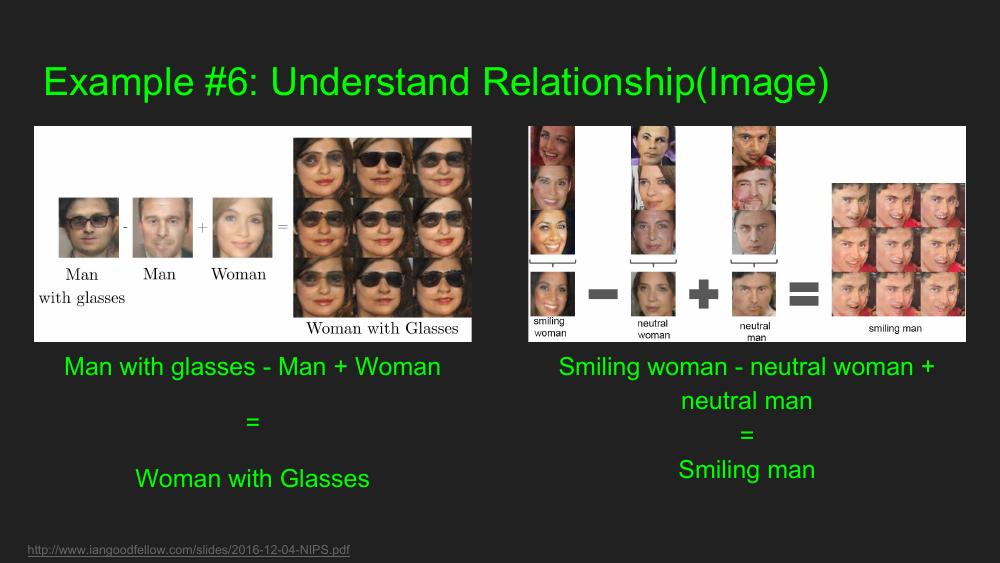 Example #6: Understand Relationship(Image)
- + =
Man Man Woman
with glasses
Woman with Glasses
smiling woman
neutral woman
neutral man
smiling man
Man with glasses - Man + Woman
=
Woman with Glasses
Smiling woman - neutral woman +
neutral man
=
Smiling man
http://www.iangoodfellow.com/slides/2016-12-04-NIPS.pdf